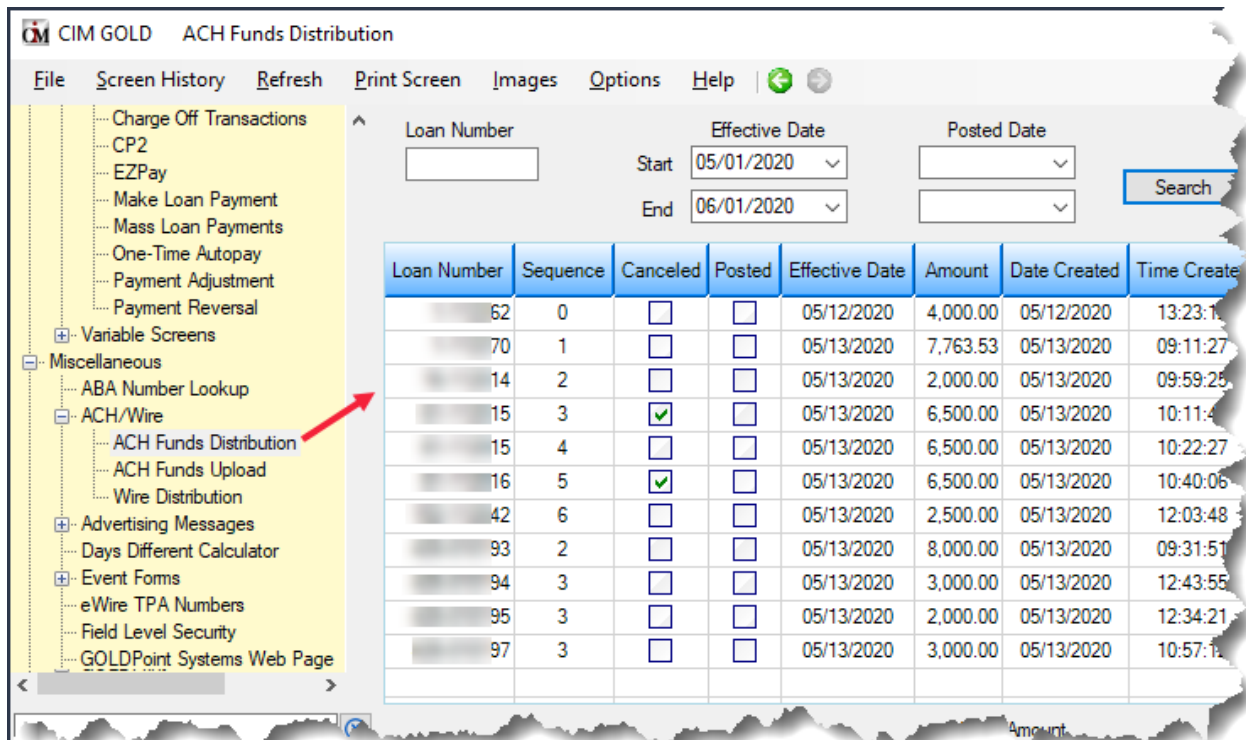 CIM GOLD ACH Funds Distribution
File Screen History Refresh Print Screen Images Options Help
Charge Off Transactions
CP2
EZPay
Make Loan Payment
Mass Loan Payments
One-Time Autopay
Payment Adjustment
Payment Reversal
Variable Screens
Miscellaneous
ABA Number Lookup
ACH/Wire
ACH Funds Distribution
ACH Funds Upload
Wire Distribution
Advertising Messages
Days Different Calculator
Event Forms
eWire TPA Numbers
Field Level Security
GOLDPoint Systems Web Page
Loan Number Effective Date Posted Date
Start 05/01/2020
Search
End 06/01/2020
Loan Number Sequence Canceled Posted Effective Date Amount Date Created Time Create
62 0 05/12/2020 4,000.00 05/12/2020 13:23:1
70 1 05/13/2020 7,763.53 05/13/2020 09:11:27
14 2 05/13/2020 2,000.00 05/13/2020 09:59:25
15 3 05/13/2020 6,500.00 05/13/2020 10:11:4
15 4 05/13/2020 6,500.00 05/13/2020 10:22:27
16 5 05/13/2020 6,500.00 05/13/2020 10:40:06
42 6 05/13/2020 2,500.00 05/13/2020 12:03:48
93 2 05/13/2020 8,000.00 05/13/2020 09:31:51
94 3 05/13/2020 3,000.00 05/13/2020 12:43:55
95 3 05/13/2020 2,000.00 05/13/2020 12:34:21
97 3 05/13/2020 3,000.00 05/13/2020 10:57:1
Amount